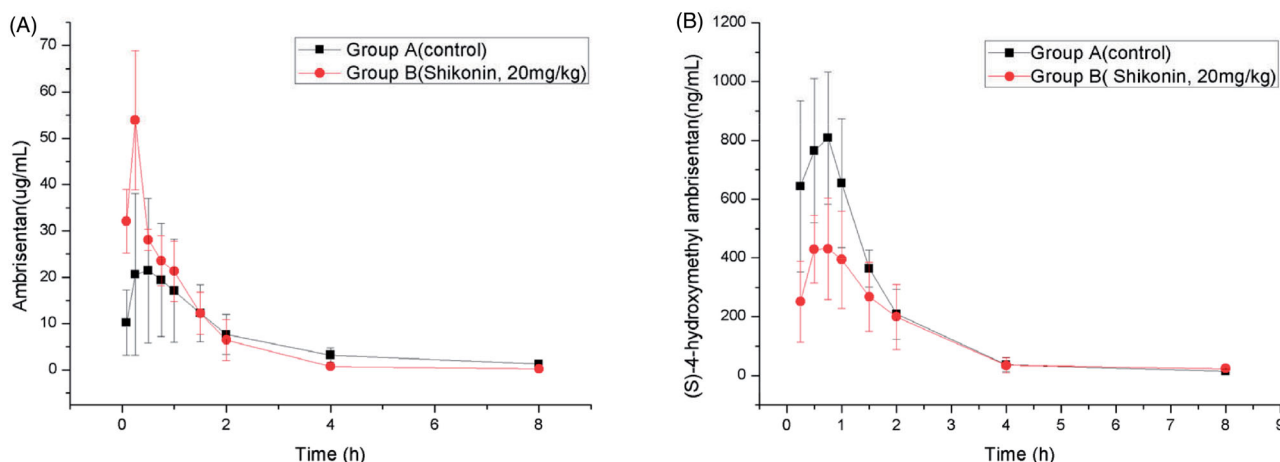 (A)
Ambrisentan(ug/mL)
70
60
50
40
30
20
10
0
Group A(control)
Group B(Shikonin, 20mg/kg)
0 2 4 6 8
Time (h)
(B)
(S)-4-hydroxymethyl ambrisentan(ng/mL)
1200
1000
800
600
400
200
0
Group A(control)
Group B( Shikonin, 20mg/kg)
0 1 2 3 4 5 6 7 8 9
Time (h)